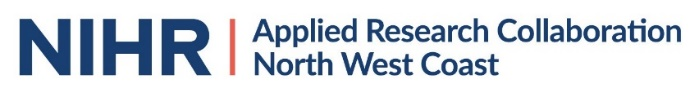 NIHR | Applied Research Collaboration
North West Coast